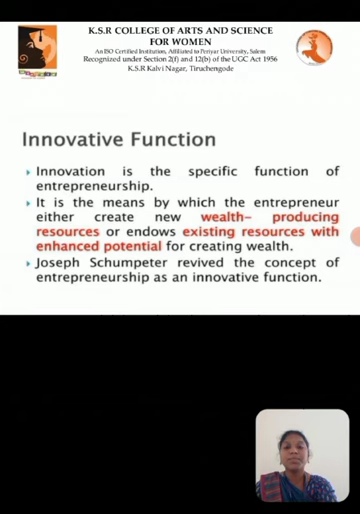 K.S.R COLLEGE OF ARTS AND SCIENCE
FOR WOMEN
An ISO Certified Institution, Affiliated to Periyar University, Salem
Recognized under Section 2(f) and 12(b) of the UGC Act 1956
K.S.R Kalvi Nagar, Tiruchengode
Innovative Function
Innovation is the specific function of
entrepreneurship.
It is the means by which the entrepreneur
either create new wealth– producing
resources or endows existing resources with
enhanced potential for creating wealth.
Joseph Schumpeter revived the concept of
entrepreneurship as an innovative function.